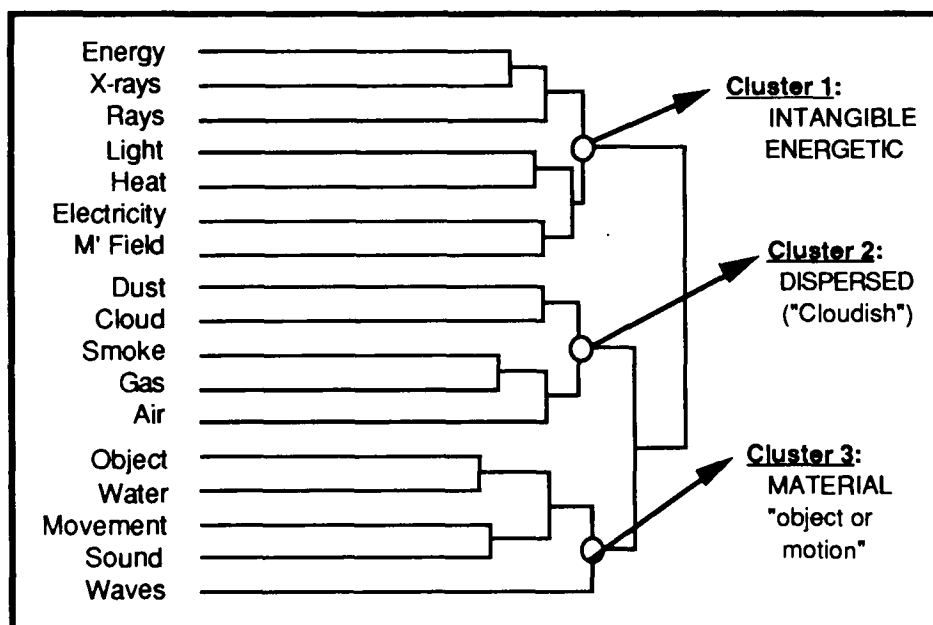 Energy
X-rays
Rays
Light
Heat
Electricity
M' Field
Dust
Cloud
Smoke
Gas
Air
Object
Water
Movement
Sound
Waves
Cluster 1:
INTANGIBLE
ENERGETIC
Cluster 2:
DISPERSED
("Cloudish")
Cluster 3:
MATERIAL
"object or
motion"